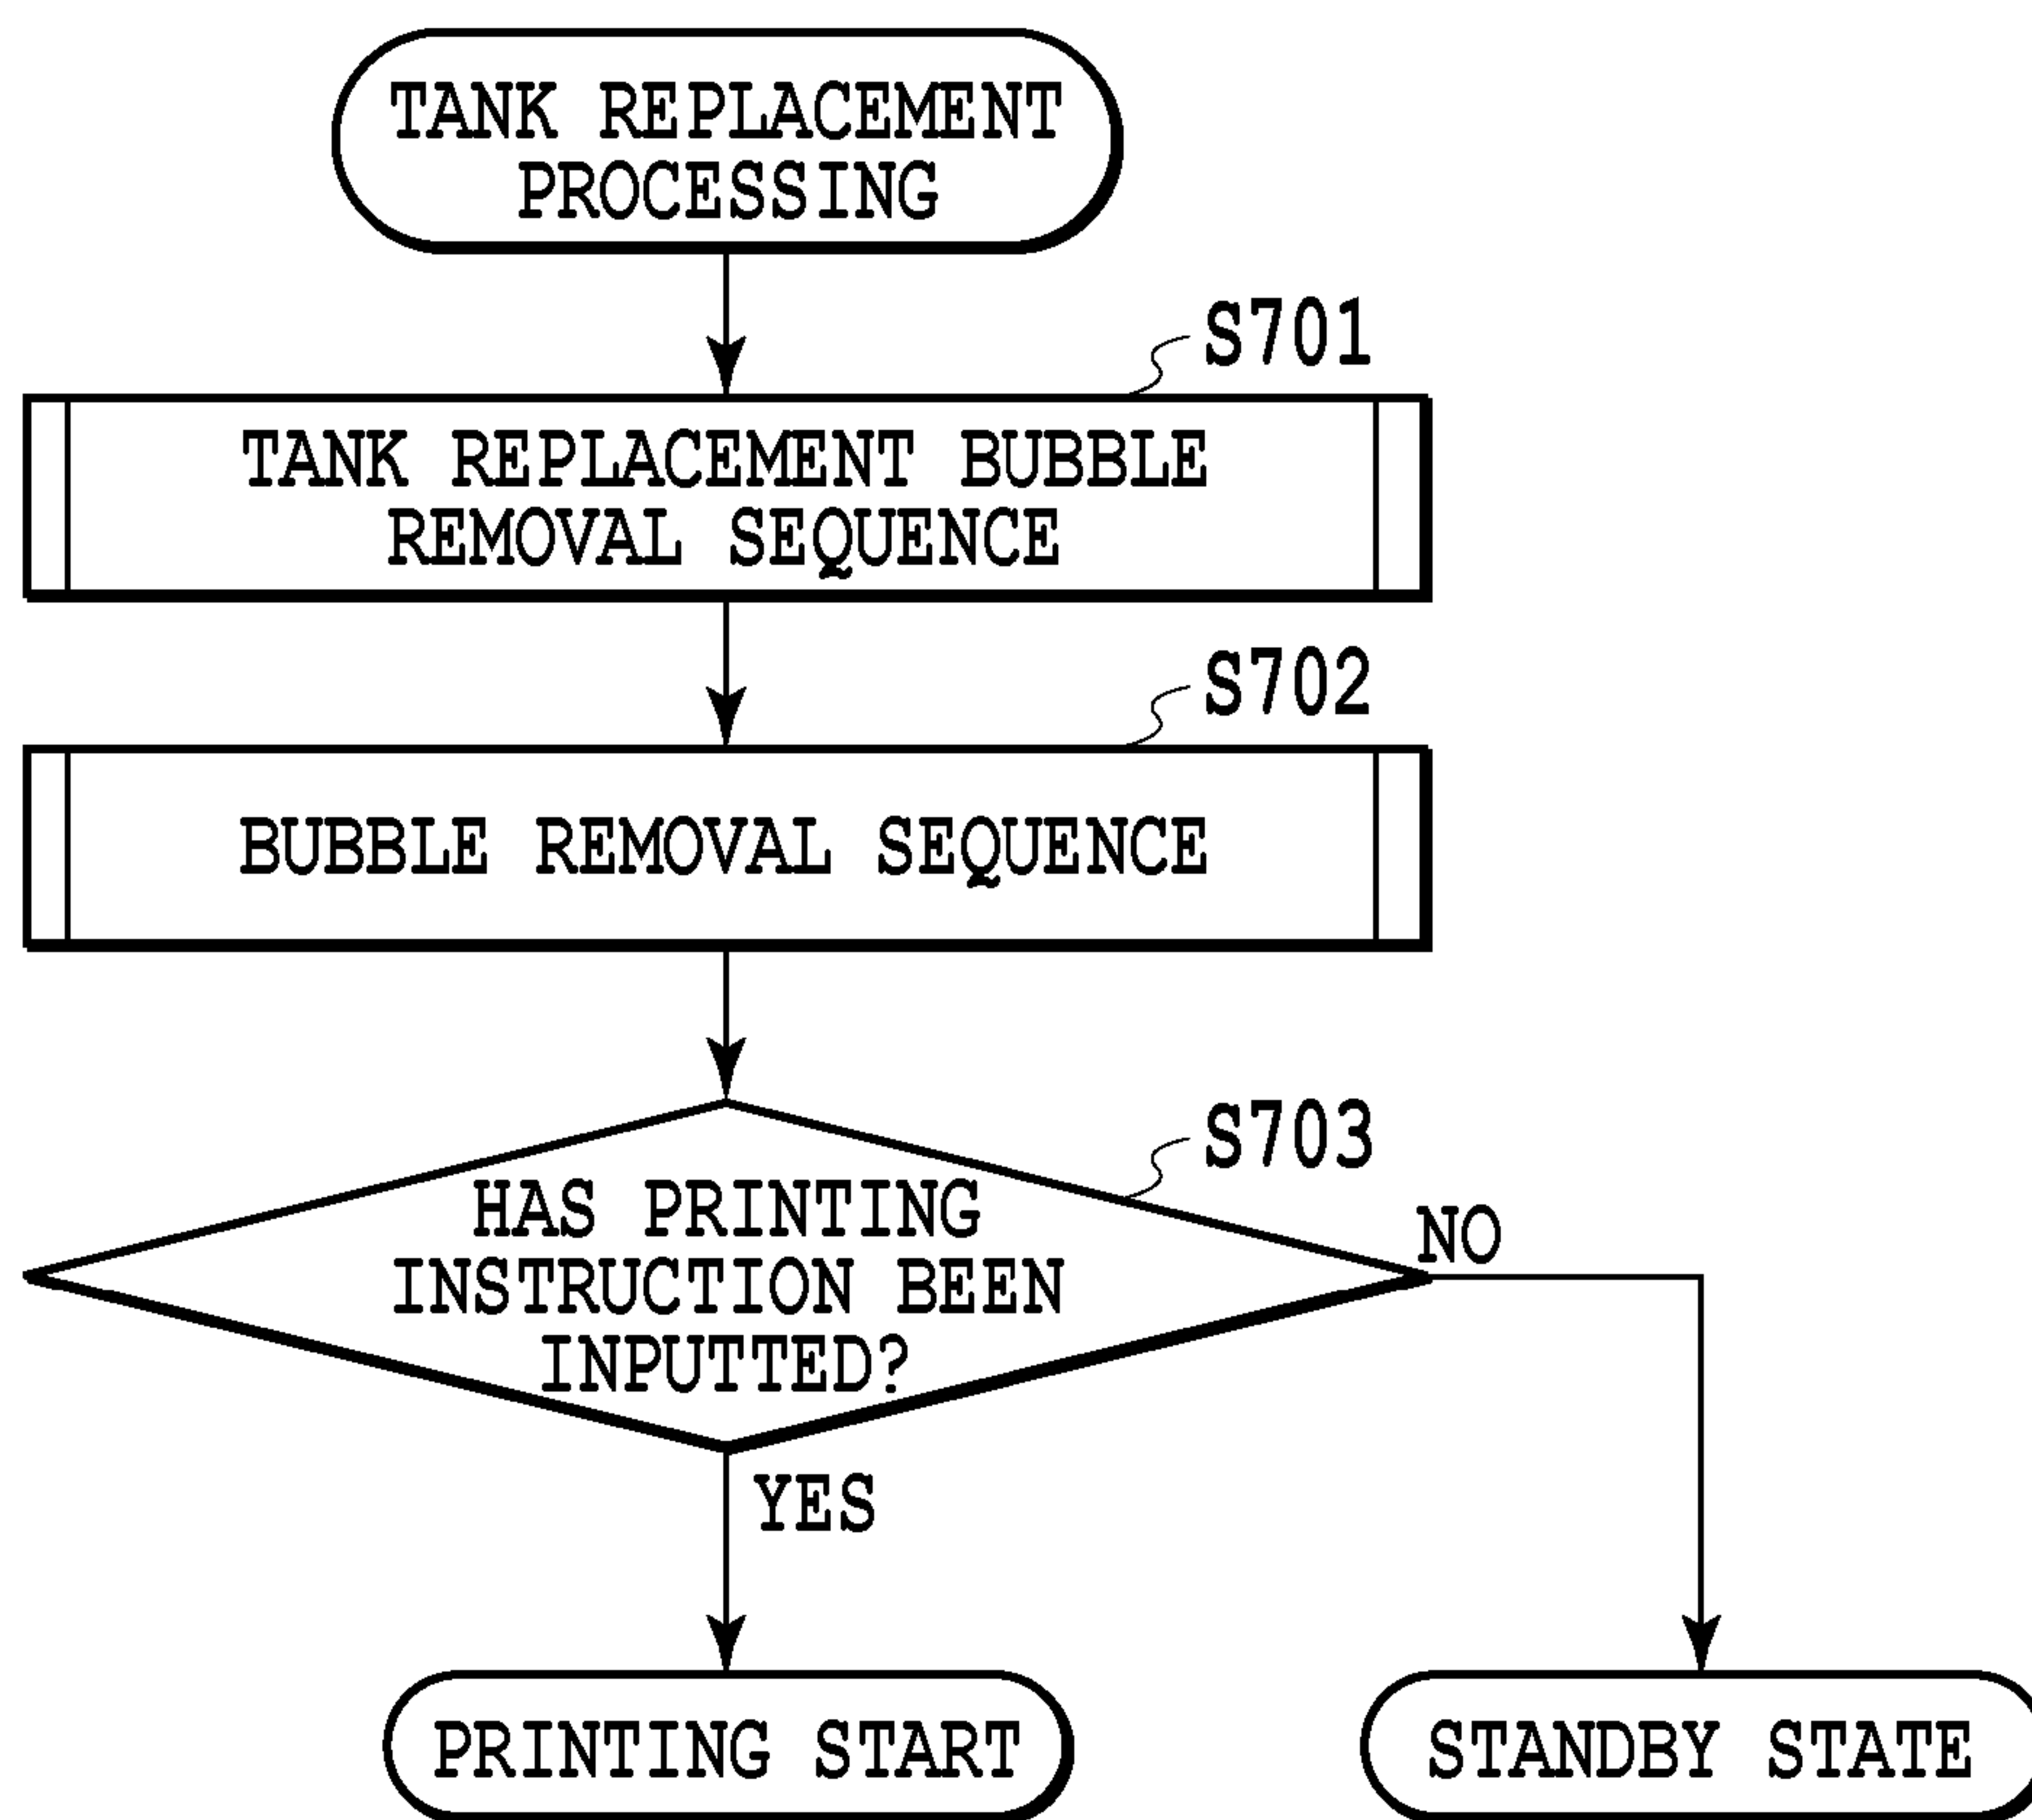 TANK REPLACEMENT
PROCESSING
S701
TANK REPLACEMENT BUBBLE
REMOVAL SEQUENCE
S702
BUBBLE REMOVAL SEQUENCE
S703
HAS PRINTING
INSTRUCTION BEEN
INPUTTED?
NO
YES
PRINTING START
STANDBY STATE